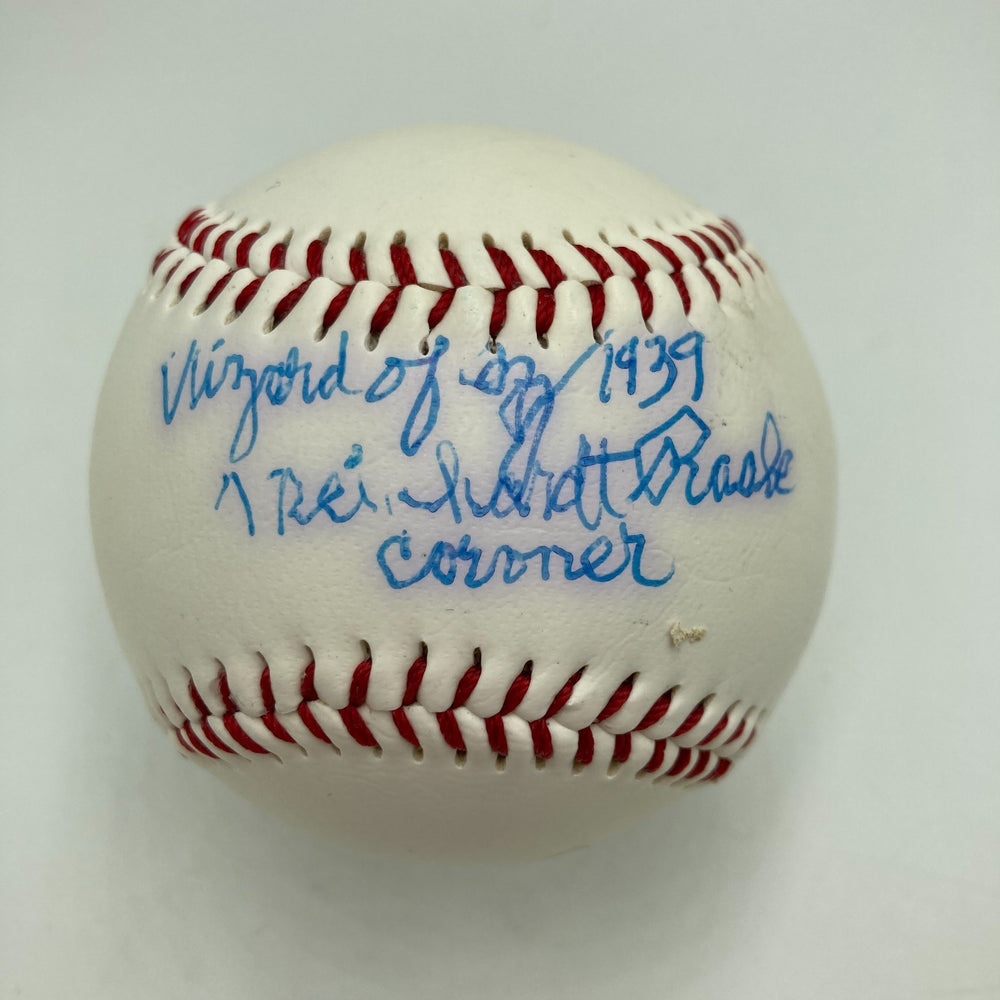 Wizard of Oz 1939
Meinhardt Raabe
Coroner